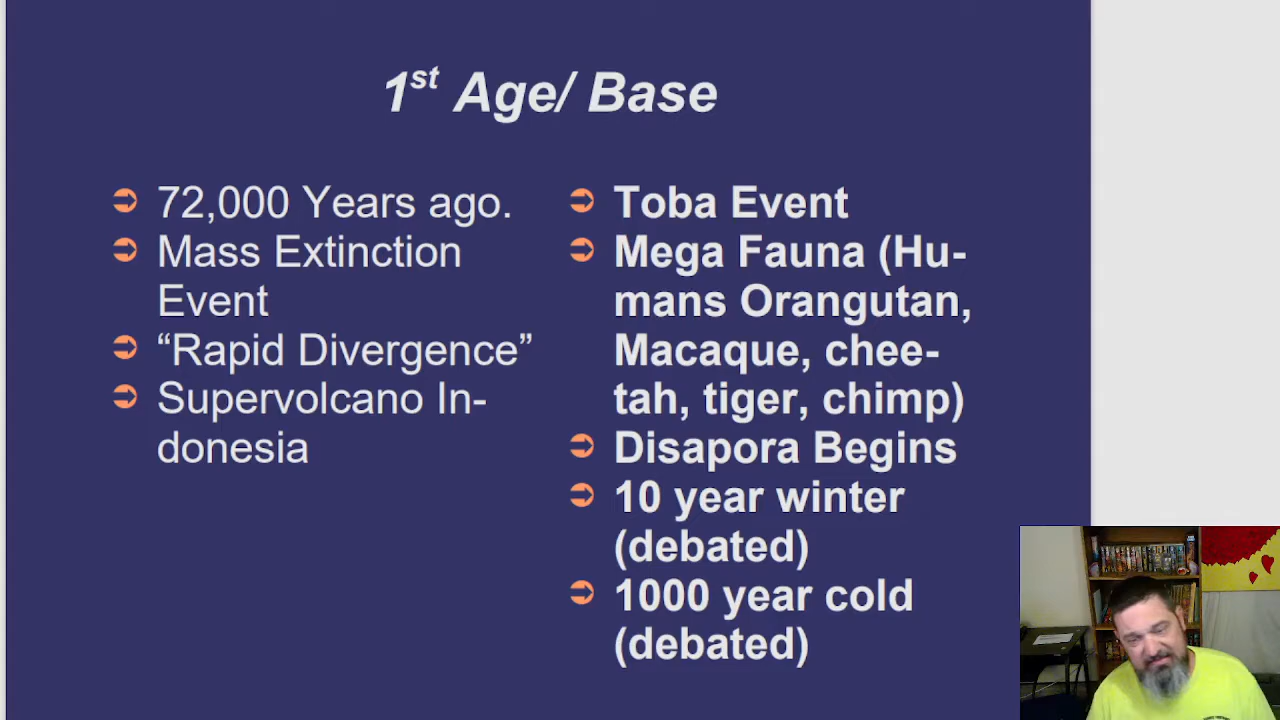 1st Age/ Base
72,000 Years ago.
Mass Extinction
Event
“Rapid Divergence”
Supervolcano In-
donesia
Toba Event
Mega Fauna (Hu-
mans Orangutan,
Macaque, chee-
tah, tiger, chimp)
Disapora Begins
10 year winter
(debated)
1000 year cold
(debated)